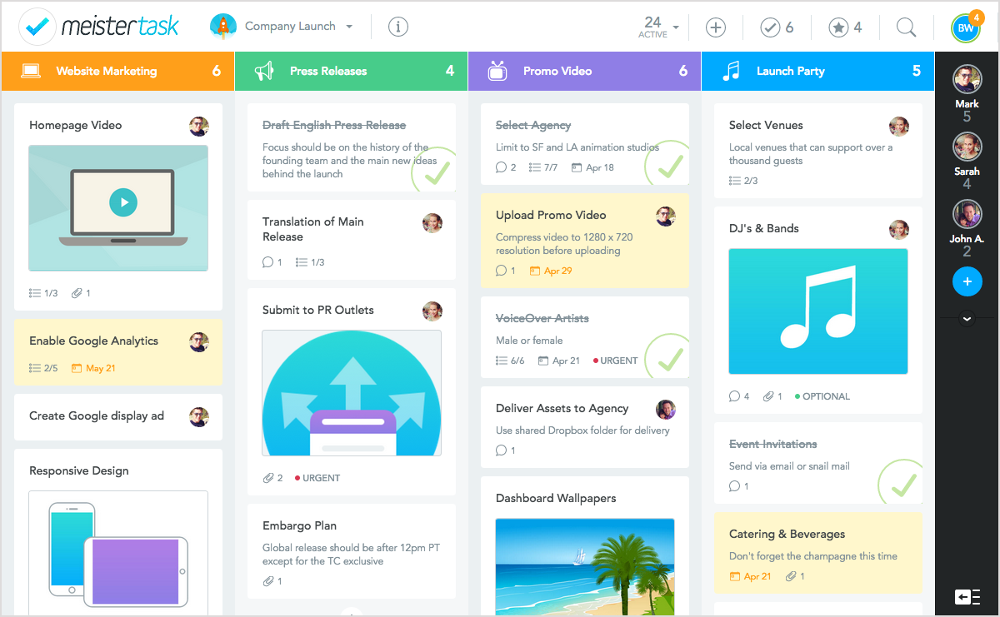 meistertask
Company Launch
24
ACTIVE
6
4
BW
4
Website Marketing 6
Homepage Video
1/3 1
Enable Google Analytics
2/5 May 21
Create Google display ad
Responsive Design
Press Releases 4
Draft English Press Release
Focus should be on the history of the
founding team and the main new ideas
behind the launch
Translation of Main
Release
1 1/3
Submit to PR Outlets
2 URGENT
Embargo Plan
Global release should be after 12pm PT
except for the TC exclusive
1
Promo Video 6
Select Agency
Limit to SF and LA animation studios
2 7/7 Apr 18
Upload Promo Video
Compress video to 1280 x 720
resolution before uploading
1 Apr 29
VoiceOver Artists
Male or female
6/6 Apr 21 URGENT
Deliver Assets to Agency
Use shared Dropbox folder for delivery
1
Dashboard Wallpapers
Launch Party 5
Select Venues
Local venues that can support over a
thousand guests
2/3
DJ's & Bands
4 1 OPTIONAL
Event Invitations
Send via email or snail mail
1
Catering & Beverages
Don't forget the champagne this time
Apr 21 1
Mark
5
Sarah
4
John A.
2